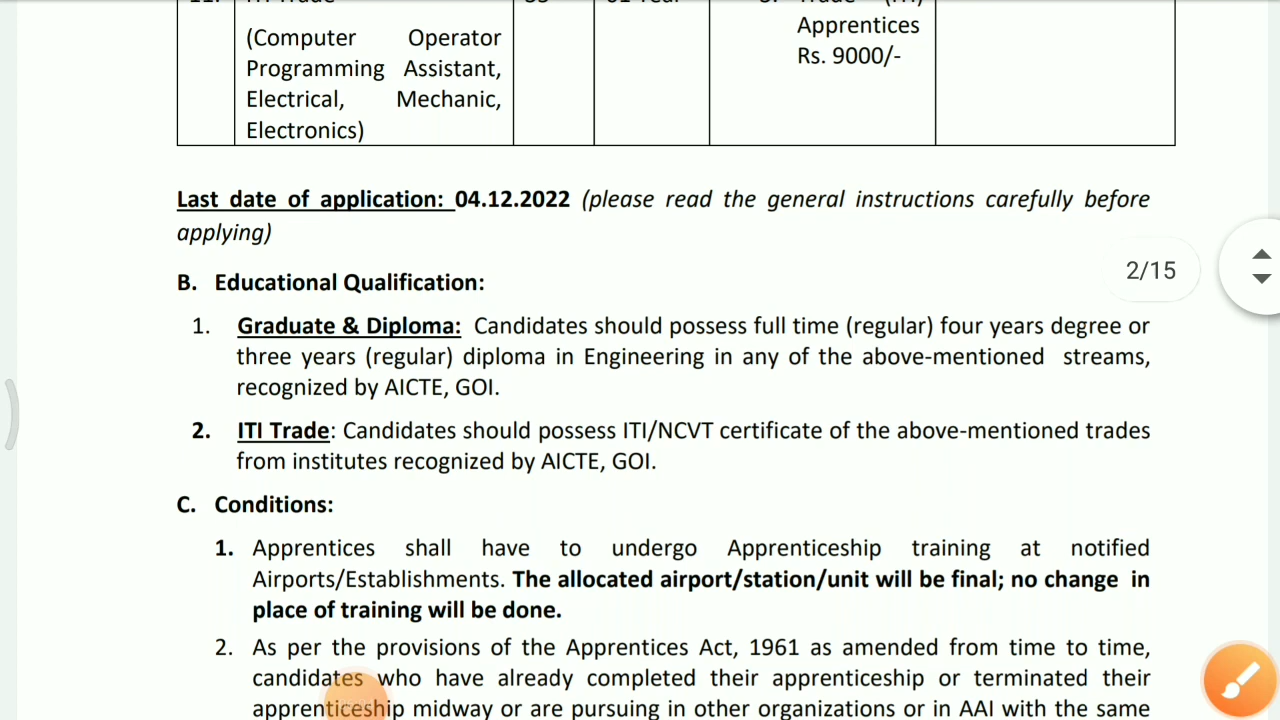 Apprentices
(Computer Operator
Rs. 9000/-
Programming Assistant,
Electrical, Mechanic,
Electronics)
Last date of application: 04.12.2022 (please read the general instructions carefully before
applying)
2/15
B. Educational Qualification:
1. Graduate & Diploma: Candidates should possess full time (regular) four years degree or
three years (regular) diploma in Engineering in any of the above-mentioned streams,
recognized by AICTE, GOI.
2. ITI Trade: Candidates should possess ITI/NCVT certificate of the above-mentioned trades
from institutes recognized by AICTE, GOI.
C. Conditions:
1. Apprentices shall have to undergo Apprenticeship training at notified
Airports/Establishments. The allocated airport/station/unit will be final; no change in
place of training will be done.
2. As per the provisions of the Apprentices Act, 1961 as amended from time to time,
candidates who have already completed their apprenticeship or terminated their
apprenticeship midway or are pursuing in other organizations or in AAI with the same